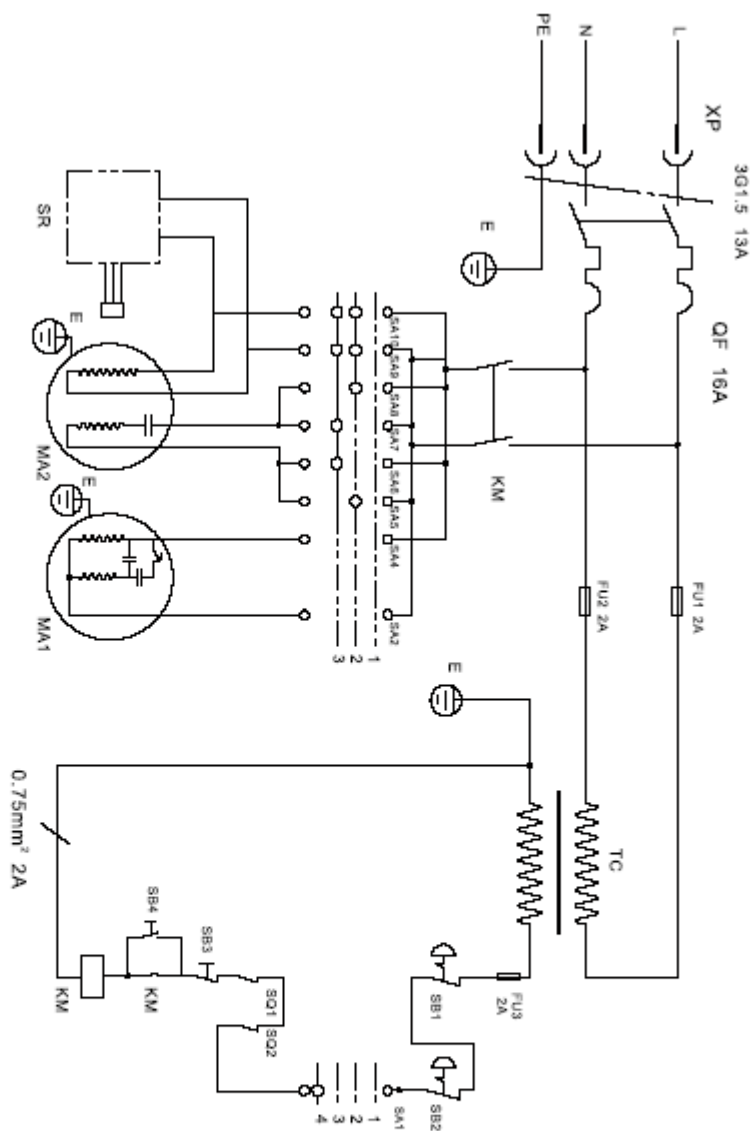 PE
N
L
XP
3G1.5 13A
E
QF 16A
SR
E
MA2
E
MA1
SA10
SA9
SA8
SA7
SA6
SA5
SA4
SA2
1
2
3
KM
FU2 2A
FU1 2A
E
TC
0.75mm² 2A
SB4
SB3
KM
KM
SQ1
SQ2
SB1
FU3
2A
SB2
SA1
1
2
3
4